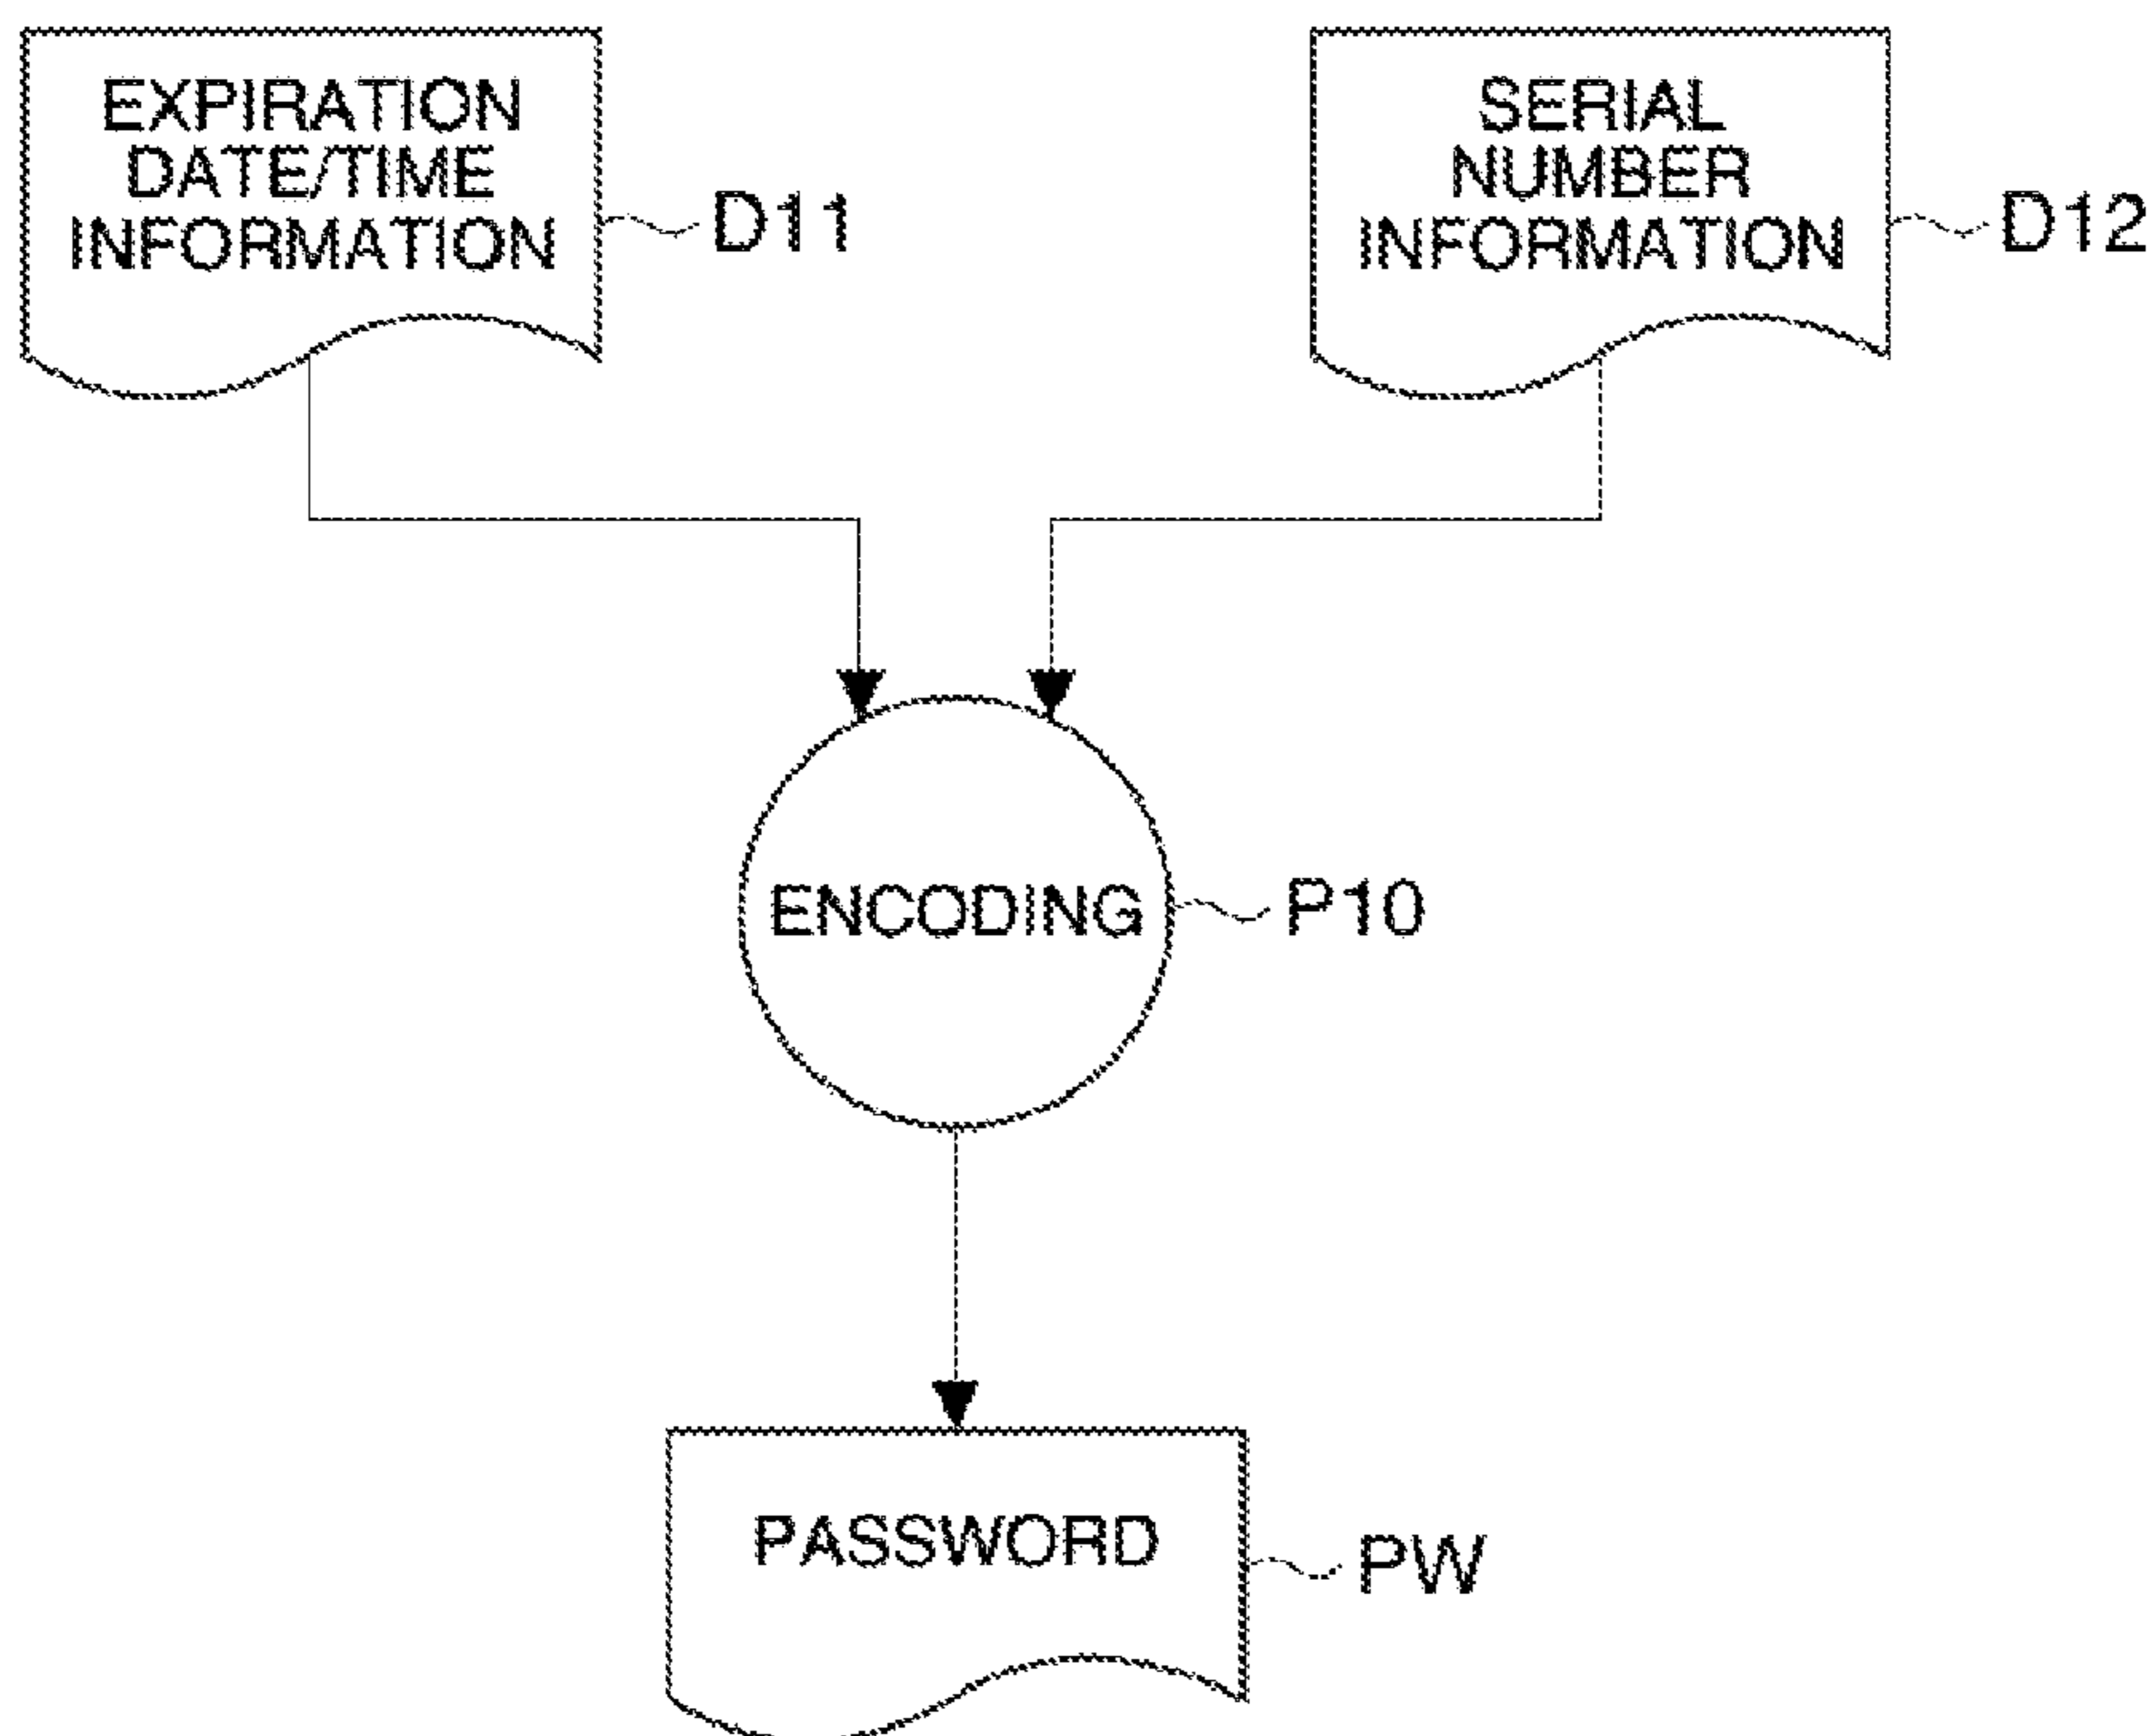 EXPIRATION
DATE/TIME
INFORMATION
D11
SERIAL
NUMBER
INFORMATION
D12
ENCODING
P10
PASSWORD
PW